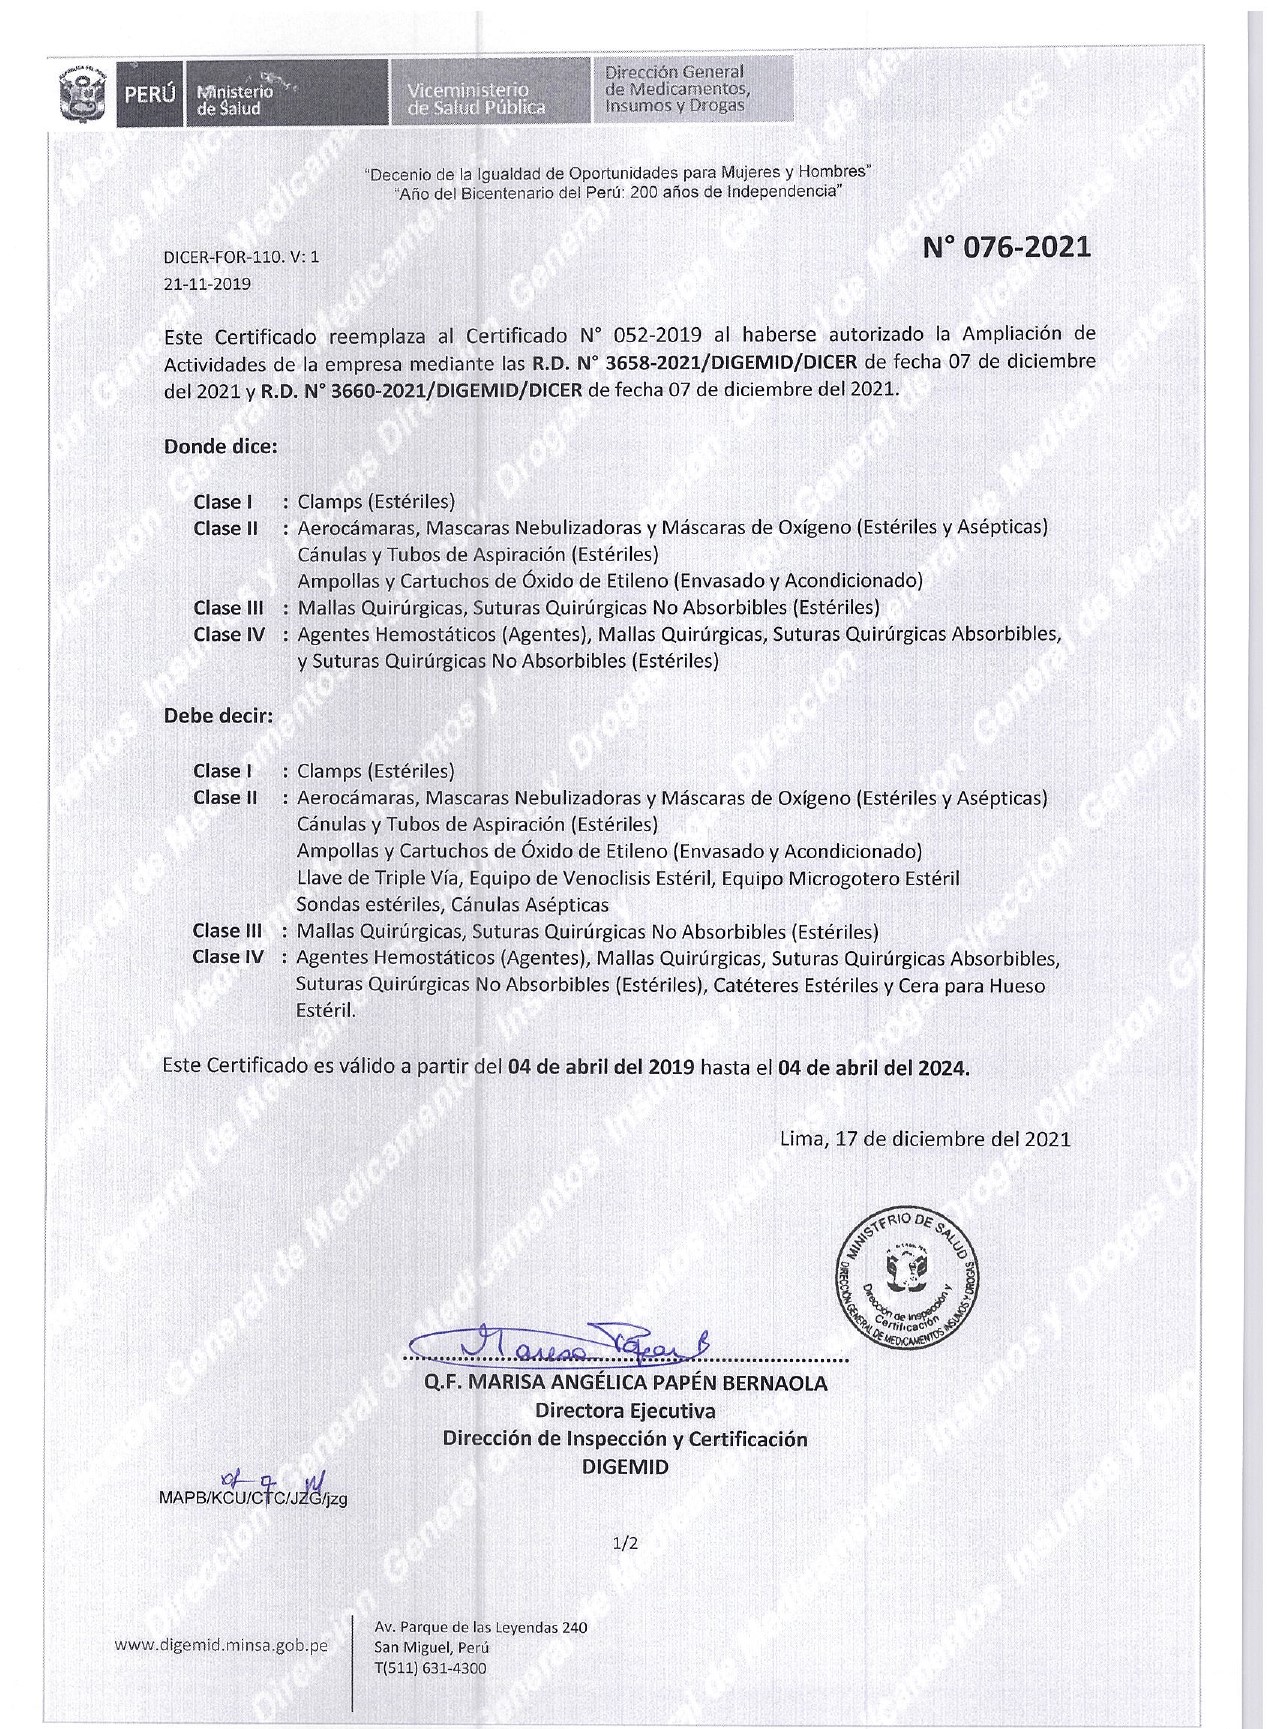 PERÚ
Ministerio
de Salud
Viceministerio
de Salud Pública
Dirección General
de Medicamentos,
Insumos y Drogas
“Decenio de la Igualdad de Oportunidades para Mujeres y Hombres”
“Año del Bicentenario del Perú: 200 años de Independencia”
DICER-FOR-110. V: 1
N° 076-2021
21-11-2019
Este Certificado reemplaza al Certificado N° 052-2019 al haberse autorizado la Ampliación de
Actividades de la empresa mediante las R.D. N° 3658-2021/DIGEMID/DICER de fecha 07 de diciembre
del 2021 y R.D. N° 3660-2021/DIGEMID/DICER de fecha 07 de diciembre del 2021.
Donde dice:
Clase I : Clamps (Estériles)
Clase II : Aerocámaras, Mascaras Nebulizadoras y Máscaras de Oxígeno (Estériles y Asépticas)
Cánulas y Tubos de Aspiración (Estériles)
Ampollas y Cartuchos de Óxido de Etileno (Envasado y Acondicionado)
Clase III : Mallas Quirúrgicas, Suturas Quirúrgicas No Absorbibles (Estériles)
Clase IV : Agentes Hemostáticos (Agentes), Mallas Quirúrgicas, Suturas Quirúrgicas Absorbibles,
y Suturas Quirúrgicas No Absorbibles (Estériles)
Debe decir:
Clase I : Clamps (Estériles)
Clase II : Aerocámaras, Mascaras Nebulizadoras y Máscaras de Oxígeno (Estériles y Asépticas)
Cánulas y Tubos de Aspiración (Estériles)
Ampollas y Cartuchos de Óxido de Etileno (Envasado y Acondicionado)
Llave de Triple Vía, Equipo de Venoclisis Estéril, Equipo Microgotero Estéril
Sondas estériles, Cánulas Asépticas
Clase III : Mallas Quirúrgicas, Suturas Quirúrgicas No Absorbibles (Estériles)
Clase IV : Agentes Hemostáticos (Agentes), Mallas Quirúrgicas, Suturas Quirúrgicas Absorbibles,
Suturas Quirúrgicas No Absorbibles (Estériles), Catéteres Estériles y Cera para Hueso
Estéril.
Este Certificado es válido a partir del 04 de abril del 2019 hasta el 04 de abril del 2024.
Lima, 17 de diciembre del 2021
MINISTERIO DE SALUD
DIRECCIÓN GENERAL DE MEDICAMENTOS INSUMOS Y DROGAS
Dirección de Inspección y
Certificación
Q.F. MARISA ANGÉLICA PAPÉN BERNAOLA
Directora Ejecutiva
Dirección de Inspección y Certificación
DIGEMID
MAPB/KCU/CTC/JZG/jzg
1/2
www.digemid.minsa.gob.pe
Av. Parque de las Leyendas 240
San Miguel, Perú
T(511) 631-4300